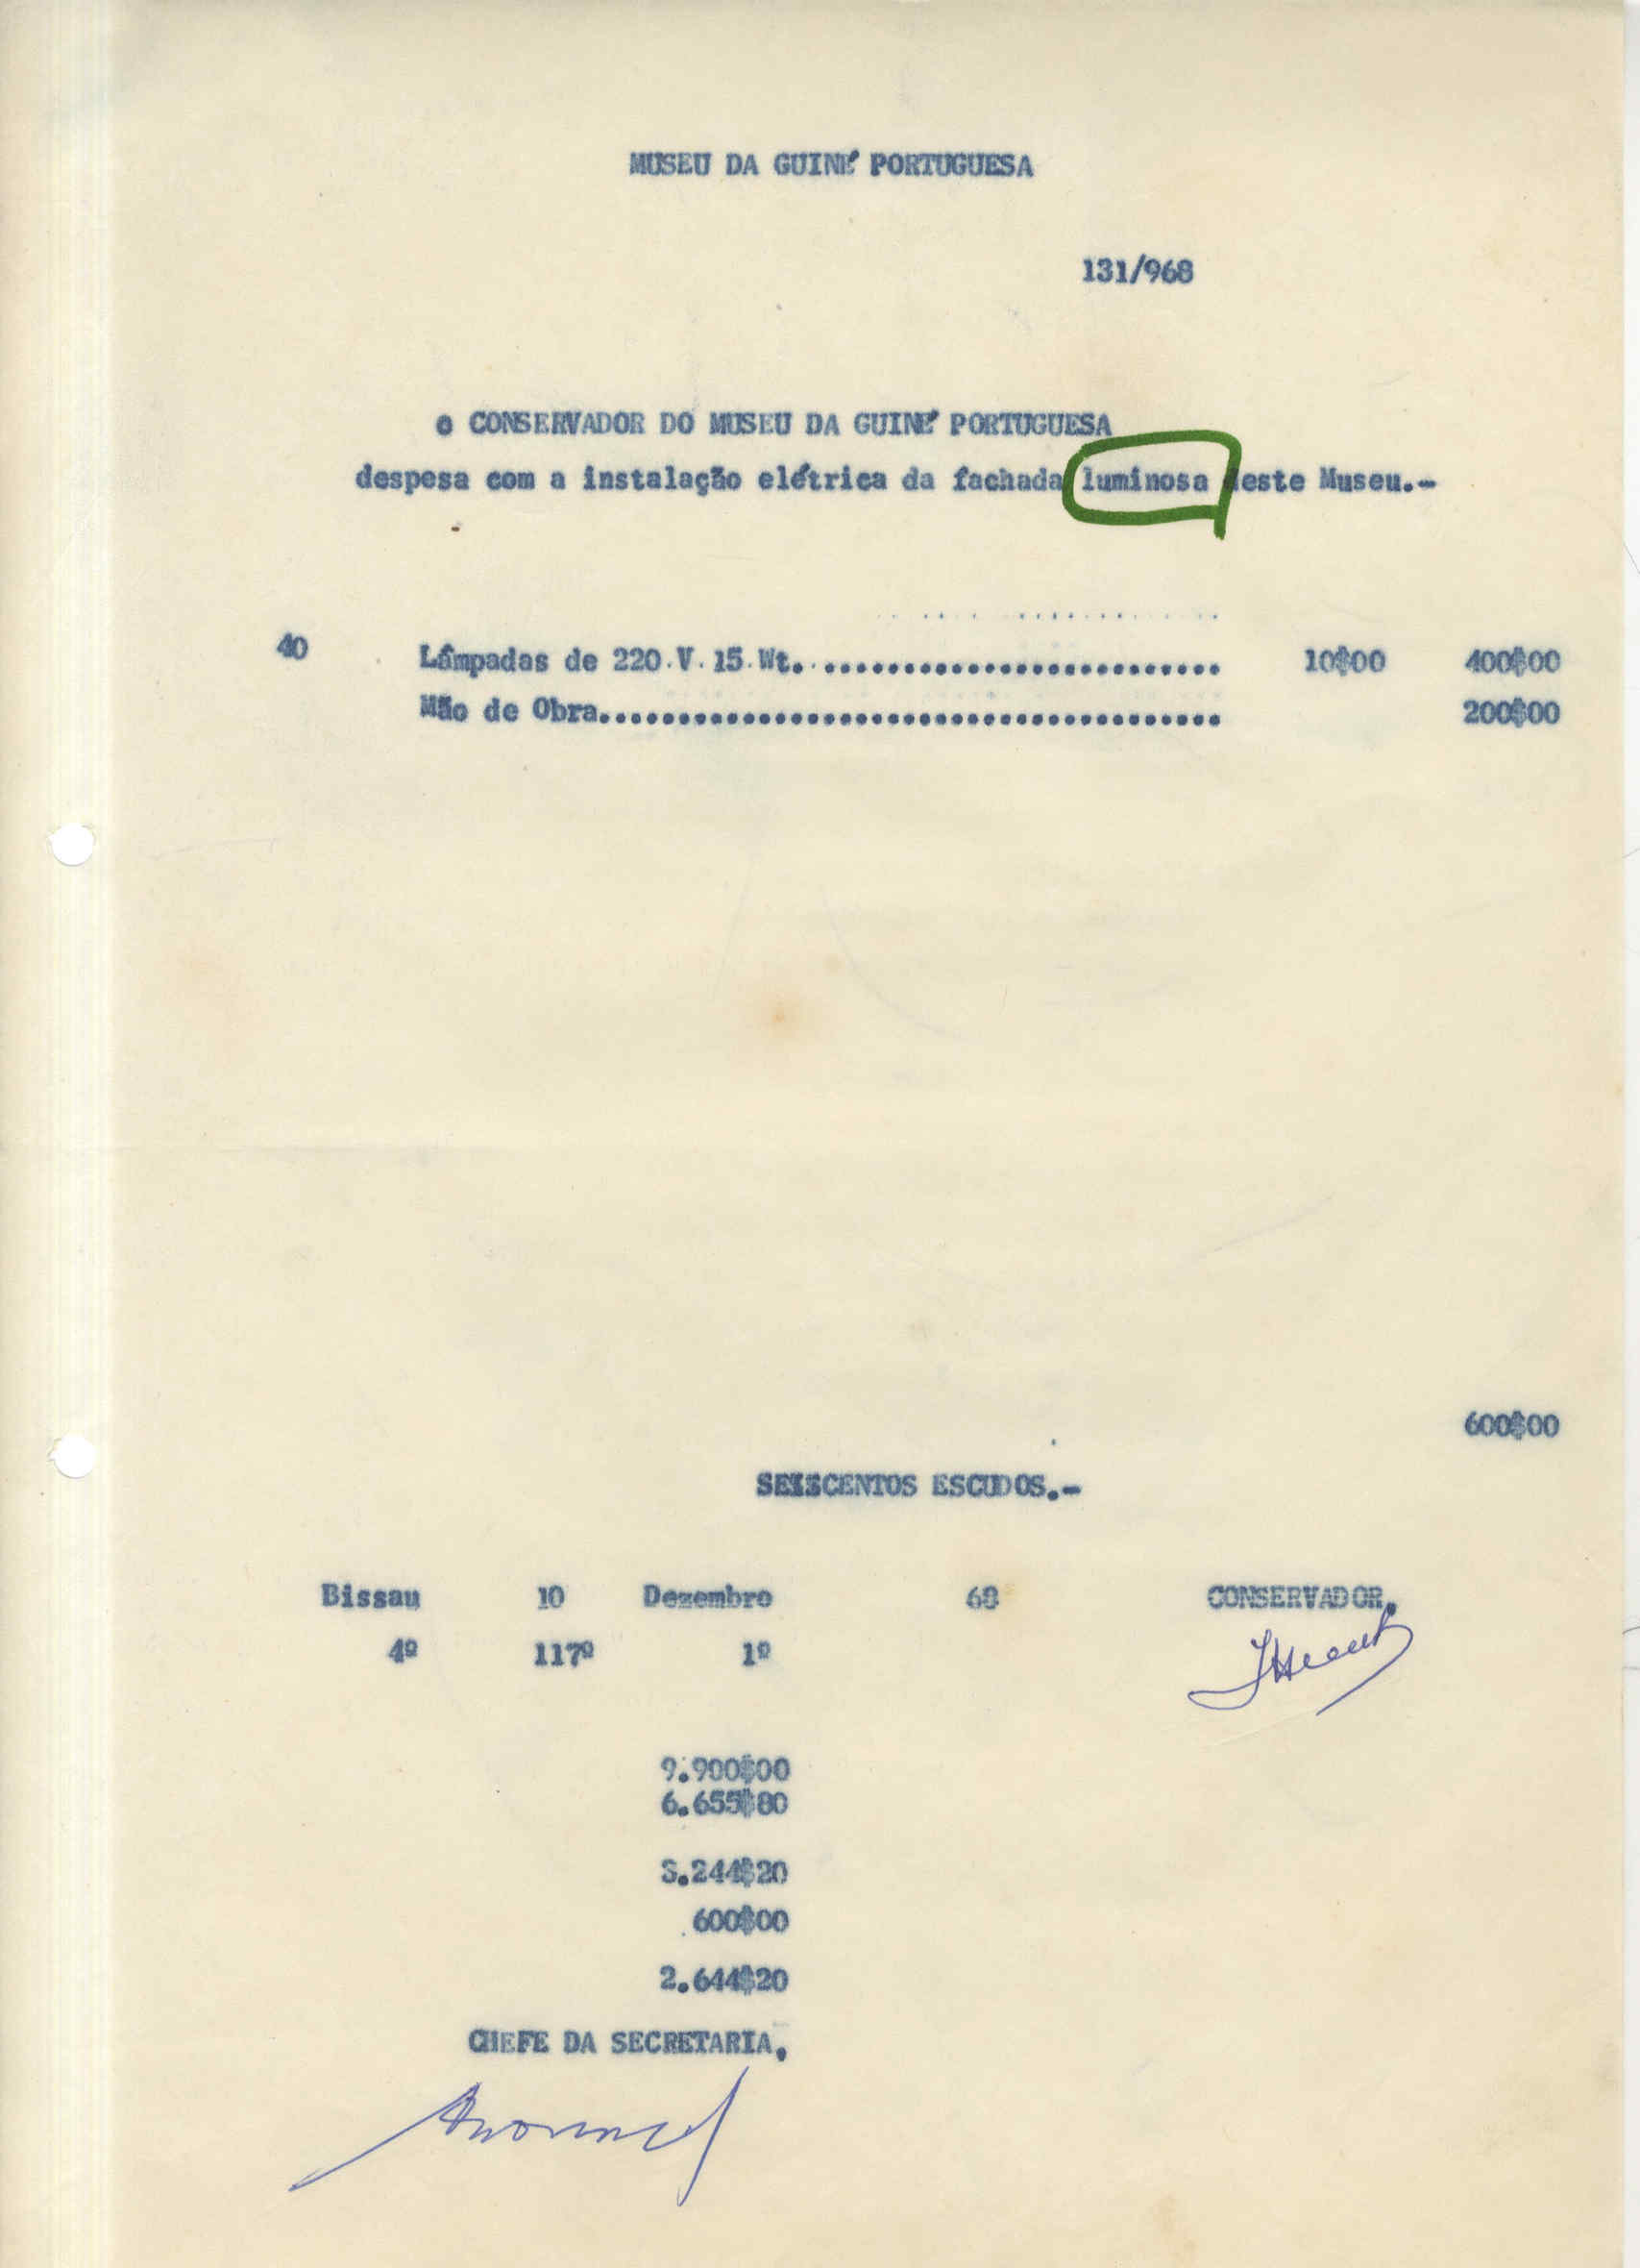 MUSEU DA GUINÉ PORTUGUESA
131/968
o CONSERVADOR DO MUSEU DA GUINÉ PORTUGUESA
despesa com a instalação elétrica da fachada luminosa deste Museu.-
40 Lâmpadas de 220.V.15.Wt........................... 10$00 400$00
Mão de Obra....................................... 200$00
600$00
SEISCENTOS ESCUDOS.-
Bissau 10 Dezembro 68 CONSERVADOR,
4º 117º 1º
9.900$00
6.655$80
3.244$20
600$00
2.644$20
CHEFE DA SECRETARIA,